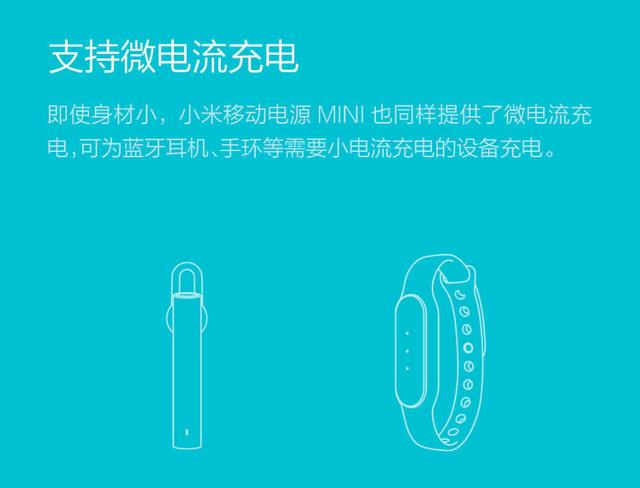 支持微电流充电
即使身材小，小米移动电源 MINI 也同样提供了微电流充
电,可为蓝牙耳机、手环等需要小电流充电的设备充电。